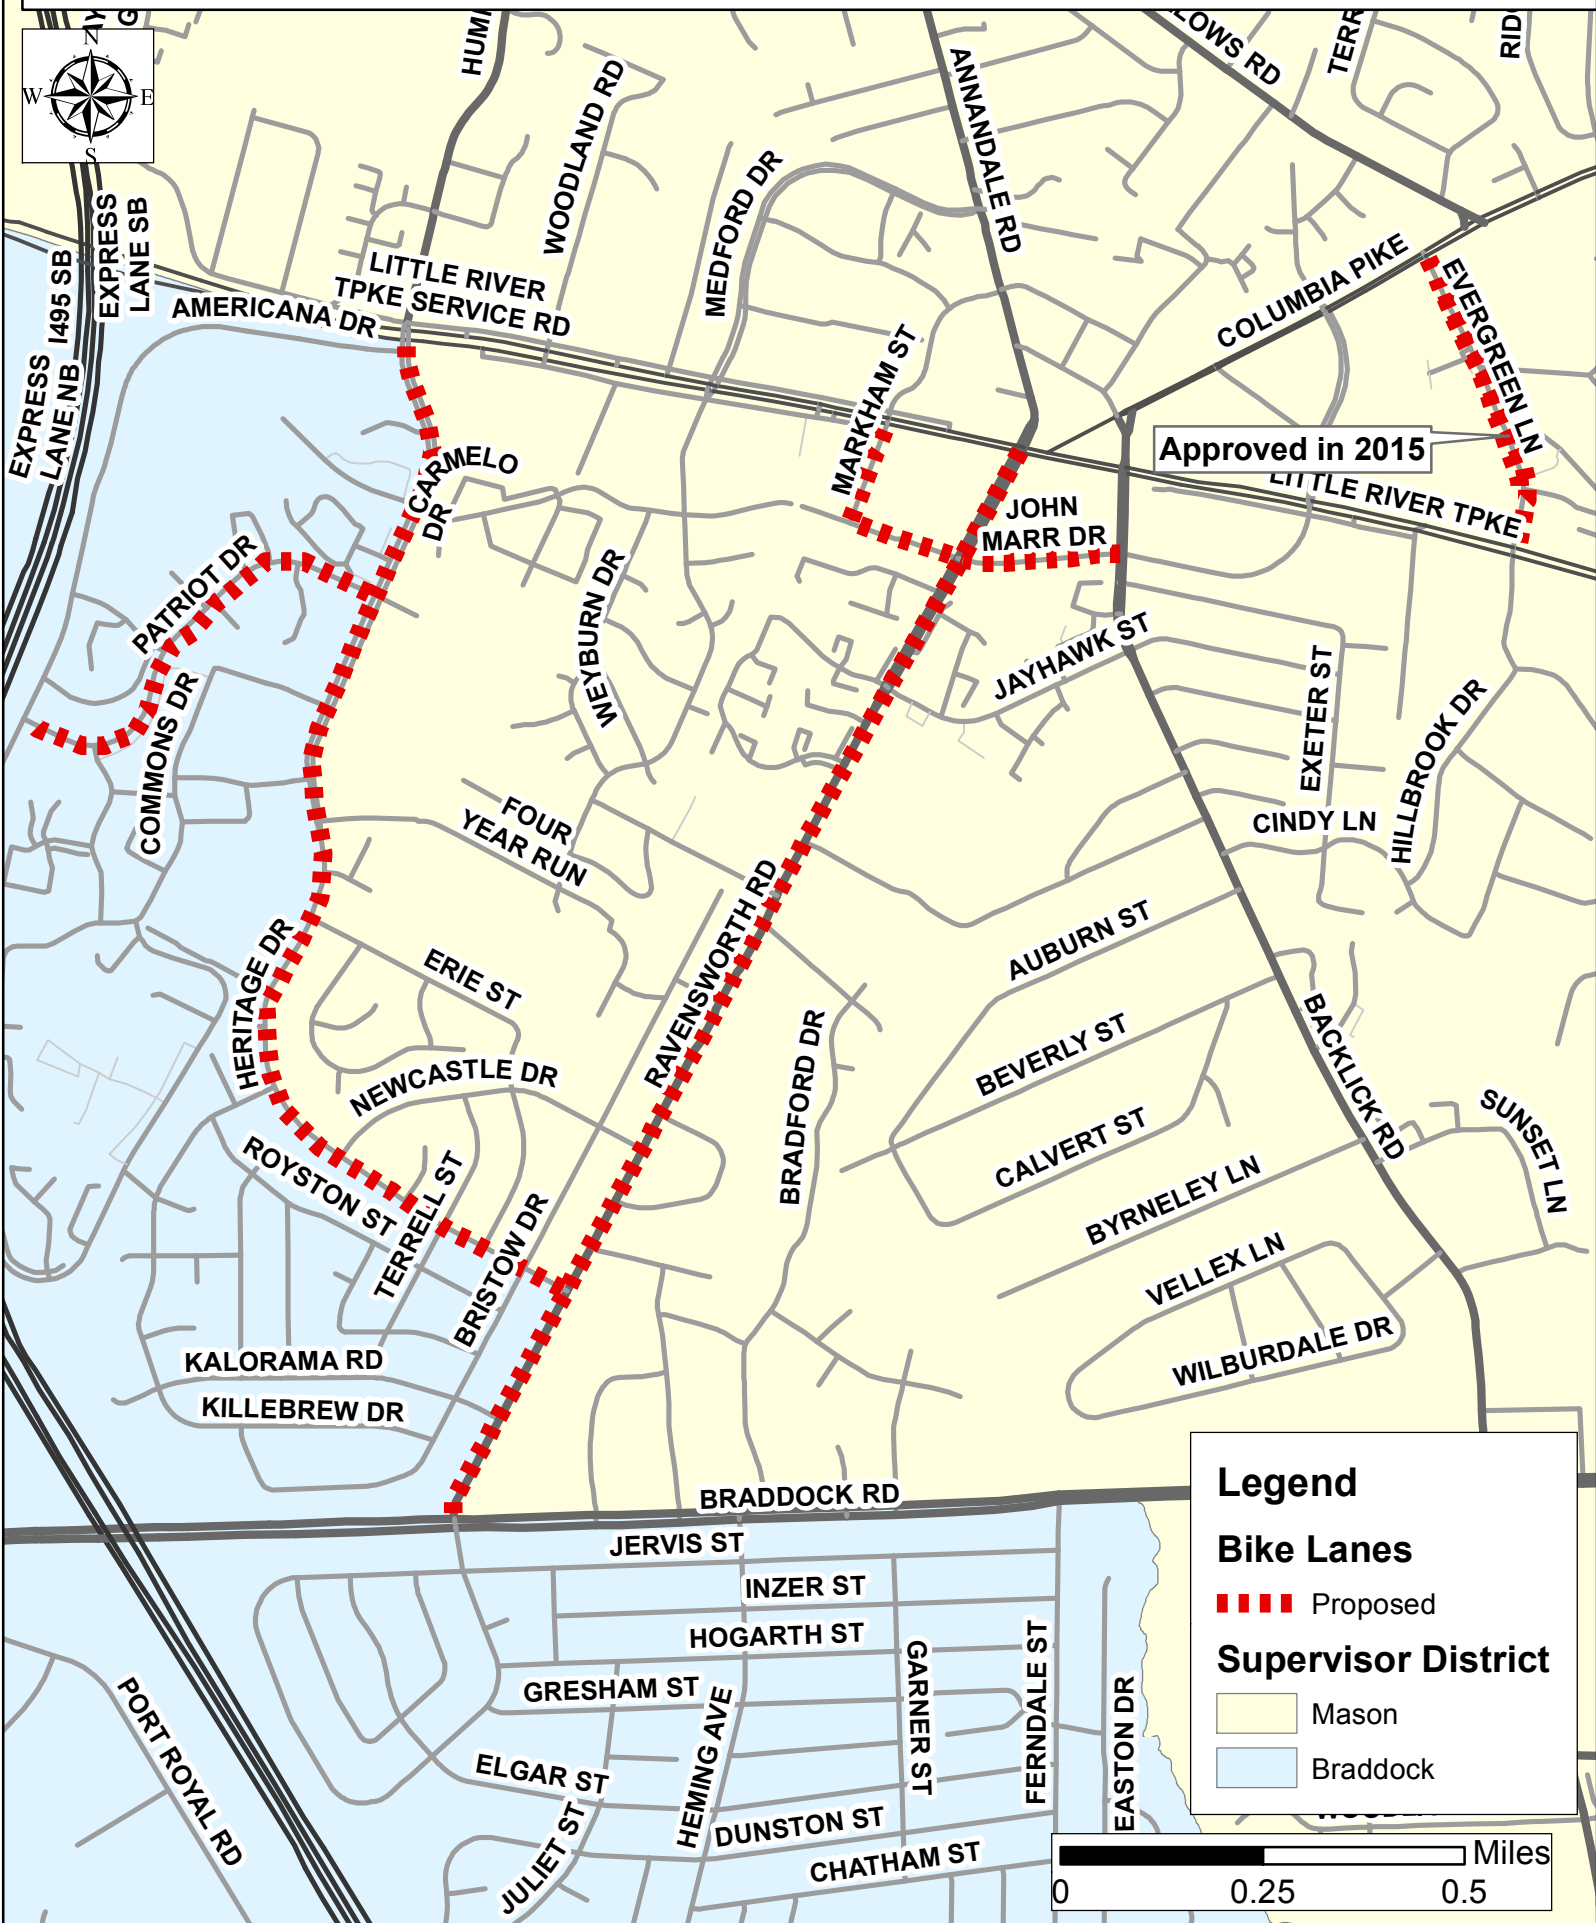 N
W
E
S
WOODLAND RD
MEDFORD DR
ANNANDALE RD
EXPRESS
LANE SB
I495 SB
EXPRESS
LANE NB
LITTLE RIVER
TPKE SERVICE RD
AMERICANA DR
COLUMBIA PIKE
EVERGREEN LN
MARKHAM ST
Approved in 2015
LITTLE RIVER TPKE
CARMELO
DR
JOHN
MARR DR
PATRIOT DR
WEYBURN DR
JAYHAWK ST
EXETER ST
HILLBROOK DR
COMMONS DR
FOUR
YEAR RUN
CINDY LN
RAVENSWORTH RD
HERITAGE DR
ERIE ST
AUBURN ST
NEWCASTLE DR
BRADFORD DR
BEVERLY ST
BACKLICK RD
SUNSET LN
ROYSTON ST
TERRELL ST
BRISTOW DR
CALVERT ST
BYRNELEY LN
VELLEX LN
WILBURDALE DR
KALORAMA RD
KILLEBREW DR
BRADDOCK RD
JERVIS ST
INZER ST
HOGARTH ST
GRESHAM ST
GARNER ST
FERNDALE ST
EASTON DR
HEMING AVE
ELGAR ST
JULIET ST
DUNSTON ST
CHATHAM ST
PORT ROYAL RD
Legend
Bike Lanes
Proposed
Supervisor District
Mason
Braddock
Miles
0 0.25 0.5